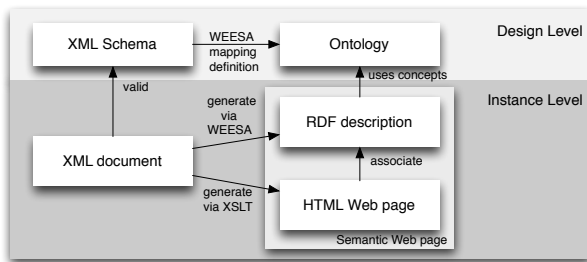 Design Level
XML Schema
WEESA
mapping
definition
Ontology
valid
uses concepts
Instance Level
generate
via
WEESA
RDF description
XML document
associate
generate
via XSLT
HTML Web page
Semantic Web page